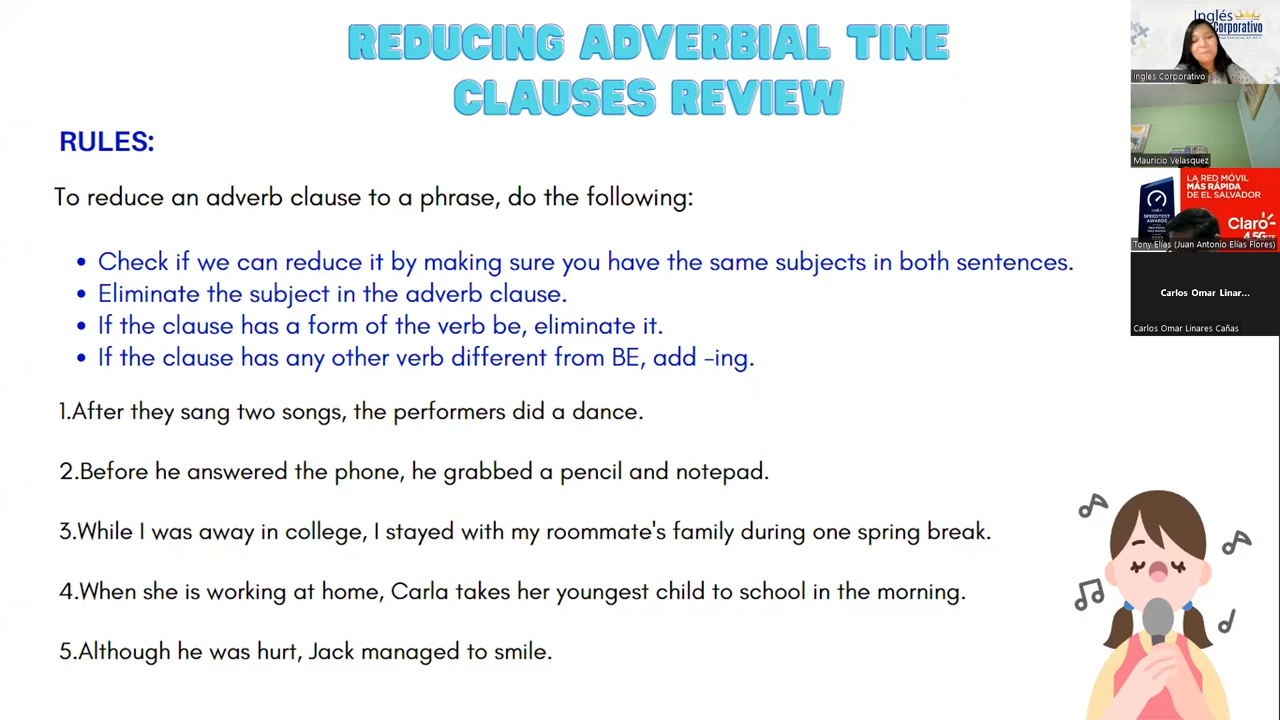 REDUCING ADVERBIAL TINE
CLAUSES REVIEW
RULES:
To reduce an adverb clause to a phrase, do the following:
• Check if we can reduce it by making sure you have the same subjects in both sentences.
• Eliminate the subject in the adverb clause.
• If the clause has a form of the verb be, eliminate it.
• If the clause has any other verb different from BE, add –ing.
1.After they sang two songs, the performers did a dance.
2.Before he answered the phone, he grabbed a pencil and notepad.
3.While I was away in college, I stayed with my roommate's family during one spring break.
4.When she is working at home, Carla takes her youngest child to school in the morning.
5.Although he was hurt, Jack managed to smile.
Inglés
Corporativo
Ingles Corporativo
Mauricio Velasquez
LA RED MÓVIL
MÁS RÁPIDA
DE EL SALVADOR
SPEEDTEST
AWARDS
Claro
4.5G
Tony Elías (Juan Antonio Elías Flores)
Carlos Omar Linar...
Carlos Omar Linares Cañas